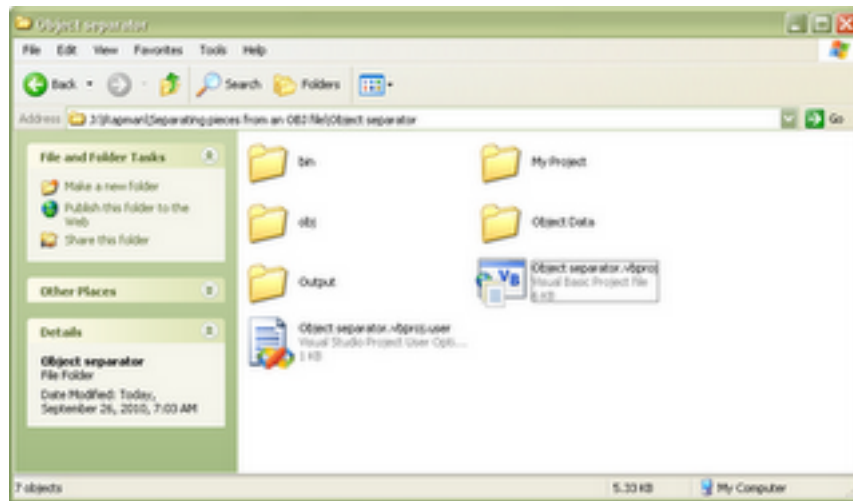 Object separator
File Edit View Favorites Tools Help
Back Search Folders
Address J:\Rapman\Separating pieces from an OBJ file\Object separator Go
File and Folder Tasks
Make a new folder
Publish this folder to the
Web
Share this folder
Other Places
Details
Object separator
File Folder
Date Modified: Today,
September 26, 2010, 7:03 AM
bin
My Project
obj
Object Data
Output
Object separator.vbproj
Visual Basic Project file
6 KB
Object separator.vbproj.user
Visual Studio Project User Opti...
1 KB
7 objects 5.33 KB My Computer